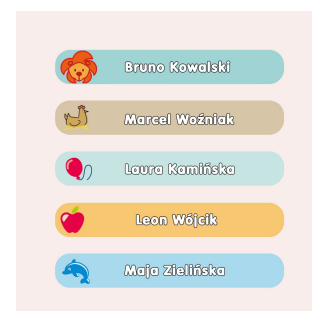 Bruno Kowalski
Marcel Woźniak
Laura Kamińska
Leon Wójcik
Maja Zielińska